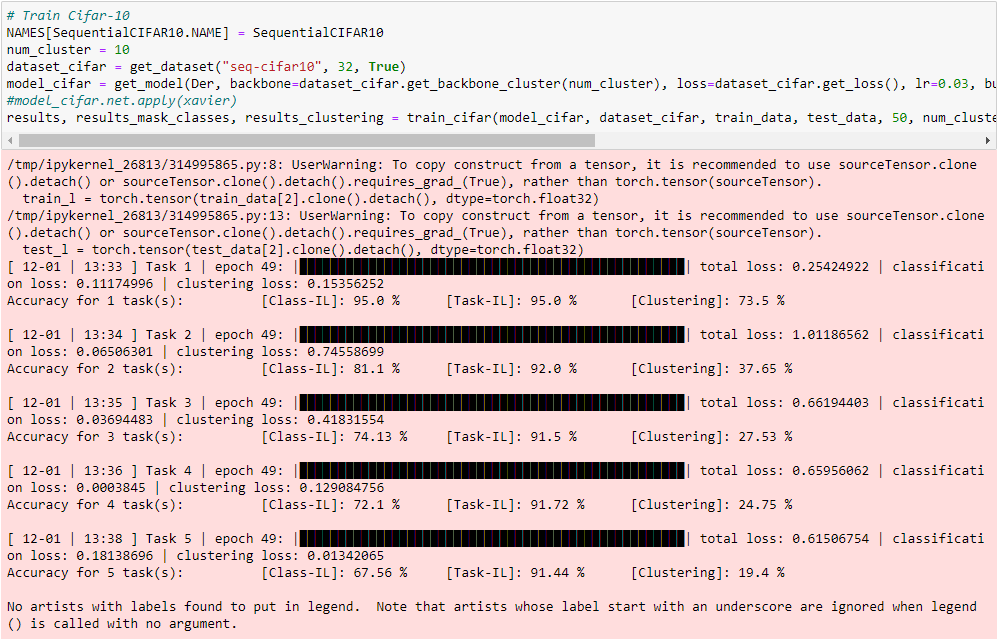 # Train Cifar-10
NAMES[SequentialCIFAR10.NAME] = SequentialCIFAR10
num_cluster = 10
dataset_cifar = get_dataset("seq-cifar10", 32, True)
model_cifar = get_model(Der, backbone=dataset_cifar.get_backbone_cluster(num_cluster), loss=dataset_cifar.get_loss(), lr=0.03, bu
#model_cifar.net.apply(xavier)
results, results_mask_classes, results_clustering = train_cifar(model_cifar, dataset_cifar, train_data, test_data, 50, num_cluste
/tmp/ipykernel_26813/314995865.py:8: UserWarning: To copy construct from a tensor, it is recommended to use sourceTensor.clone
().detach() or sourceTensor.clone().detach().requires_grad_(True), rather than torch.tensor(sourceTensor).
train_l = torch.tensor(train_data[2].clone().detach(), dtype=torch.float32)
/tmp/ipykernel_26813/314995865.py:13: UserWarning: To copy construct from a tensor, it is recommended to use sourceTensor.clone
().detach() or sourceTensor.clone().detach().requires_grad_(True), rather than torch.tensor(sourceTensor).
test_l = torch.tensor(test_data[2].clone().detach(), dtype=torch.float32)
[ 12-01 | 13:33 ] Task 1 | epoch 49: | | total loss: 0.25424922 | classificati
on loss: 0.11174996 | clustering loss: 0.15356252
Accuracy for 1 task(s): [Class-IL]: 95.0 % [Task-IL]: 95.0 % [Clustering]: 73.5 %
[ 12-01 | 13:34 ] Task 2 | epoch 49: | | total loss: 1.01186562 | classificati
on loss: 0.06506301 | clustering loss: 0.74558699
Accuracy for 2 task(s): [Class-IL]: 81.1 % [Task-IL]: 92.0 % [Clustering]: 37.65 %
[ 12-01 | 13:35 ] Task 3 | epoch 49: | | total loss: 0.66194403 | classificati
on loss: 0.03694483 | clustering loss: 0.41831554
Accuracy for 3 task(s): [Class-IL]: 74.13 % [Task-IL]: 91.5 % [Clustering]: 27.53 %
[ 12-01 | 13:36 ] Task 4 | epoch 49: | | total loss: 0.65956062 | classificati
on loss: 0.0003845 | clustering loss: 0.129084756
Accuracy for 4 task(s): [Class-IL]: 72.1 % [Task-IL]: 91.72 % [Clustering]: 24.75 %
[ 12-01 | 13:38 ] Task 5 | epoch 49: | | total loss: 0.61506754 | classificati
on loss: 0.18138696 | clustering loss: 0.01342065
Accuracy for 5 task(s): [Class-IL]: 67.56 % [Task-IL]: 91.44 % [Clustering]: 19.4 %
No artists with labels found to put in legend.  Note that artists whose label start with an underscore are ignored when legend
() is called with no argument.